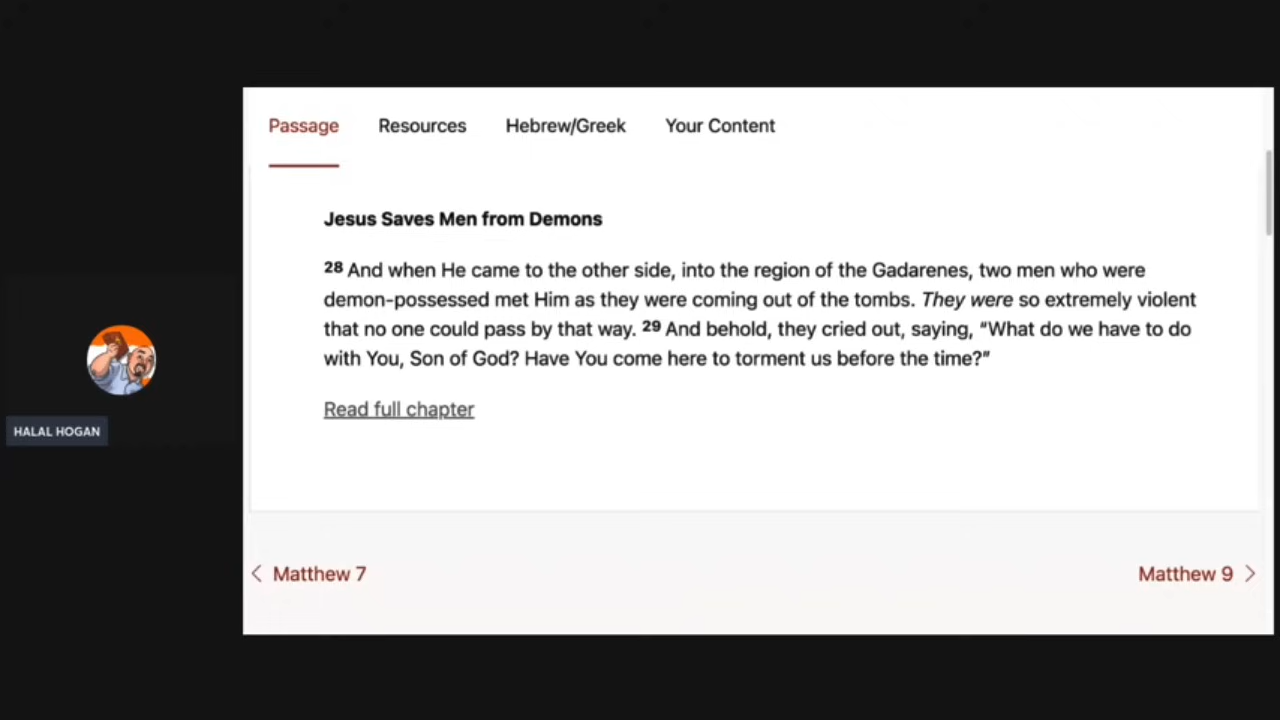 Passage Resources Hebrew/Greek Your Content
Jesus Saves Men from Demons
28 And when He came to the other side, into the region of the Gadarenes, two men who were
demon-possessed met Him as they were coming out of the tombs. They were so extremely violent
that no one could pass by that way. 29 And behold, they cried out, saying, “What do we have to do
with You, Son of God? Have You come here to torment us before the time?”
Read full chapter
HALAL HOGAN
Matthew 7
Matthew 9